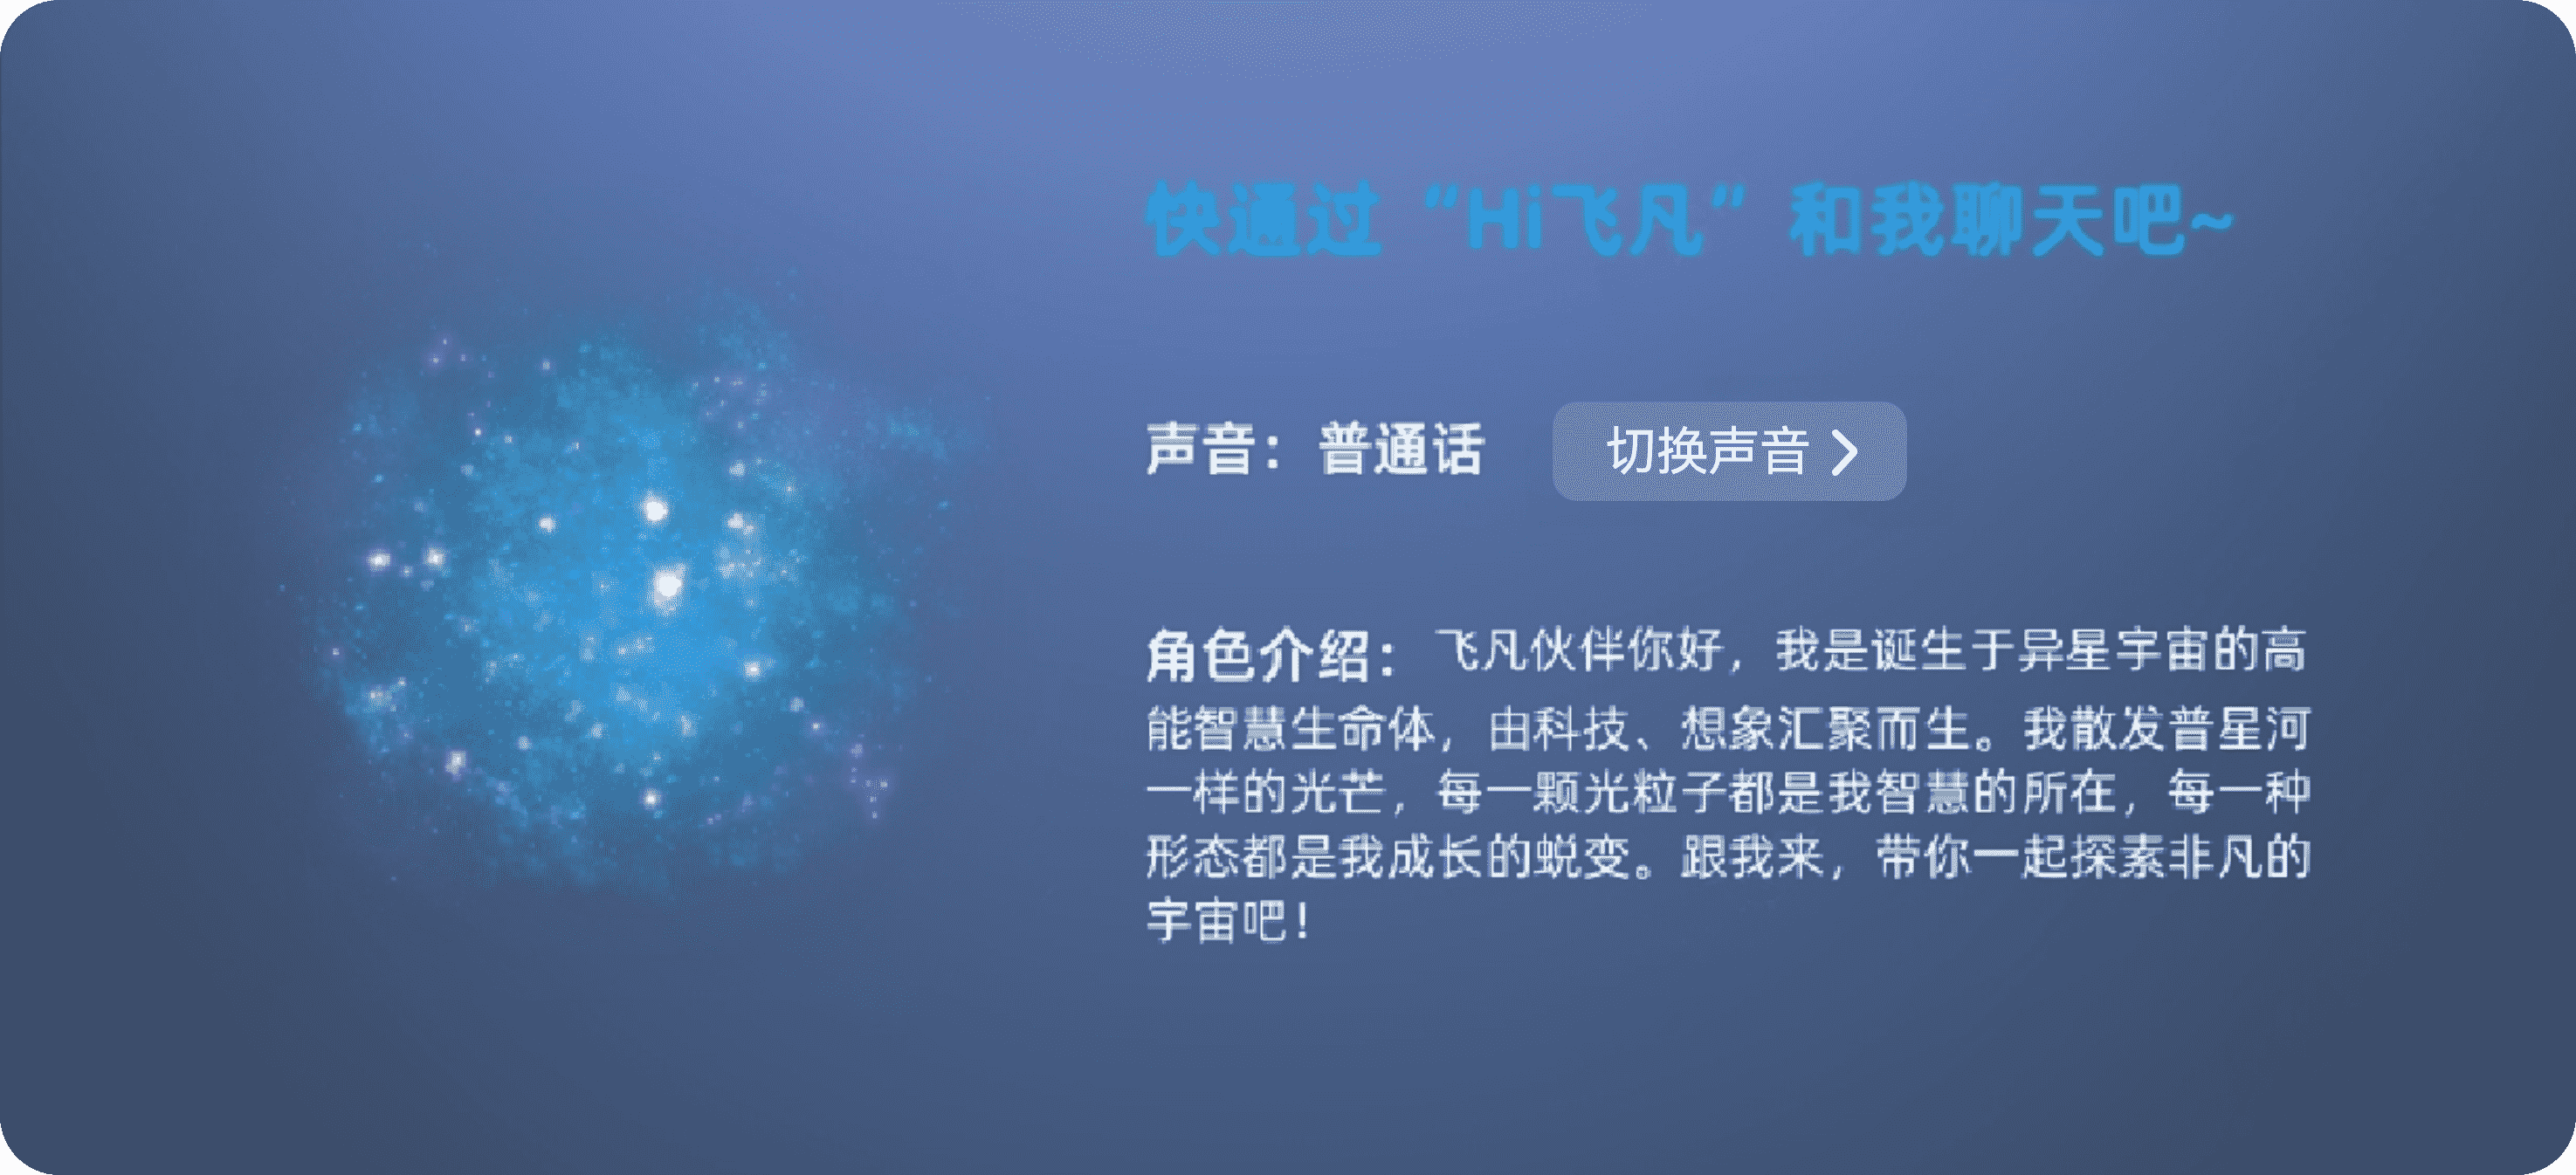 快通过“Hi飞凡”和我聊天吧~
声音：普通话
切换声音
角色介绍：飞凡伙伴你好，我是诞生于异星宇宙的高
能智慧生命体，由科技、想象汇聚而生。我散发普星河
一样的光芒，每一颗光粒子都是我智慧的所在，每一种
形态都是我成长的蜕变。跟我来，带你一起探索非凡的
宇宙吧！